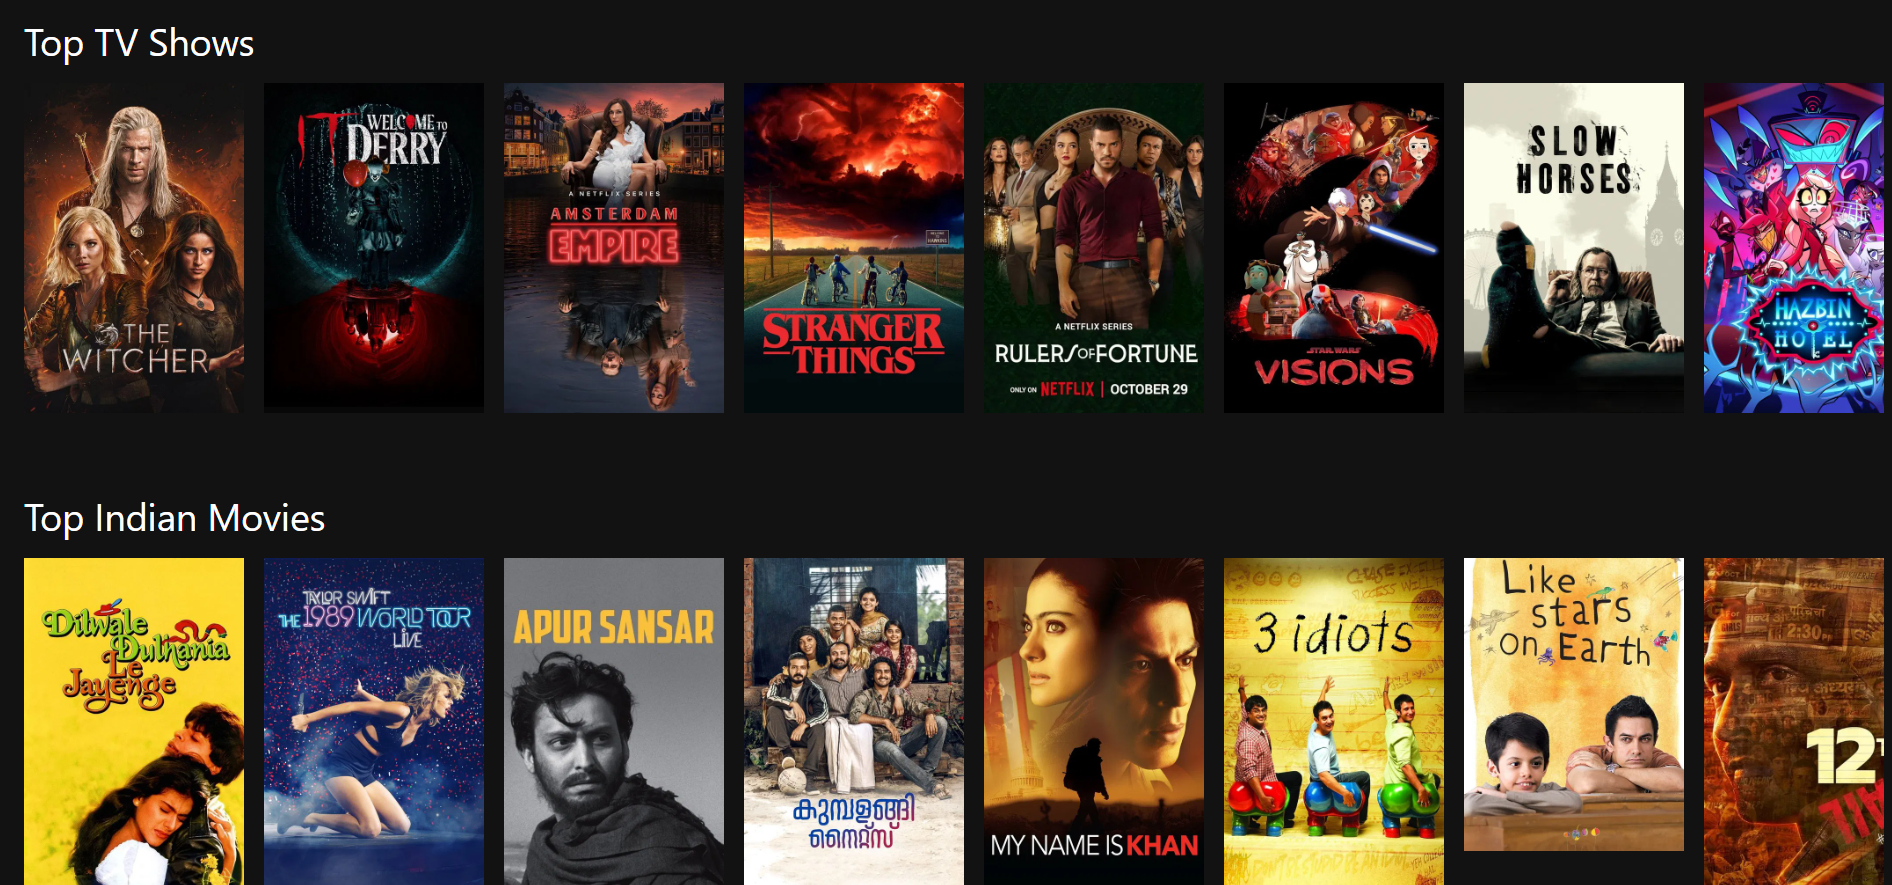 Top TV Shows
THE
WITCHER
IT
WELCOME TO
DERRY
A NETFLIX SERIES
AMSTERDAM
EMPIRE
STRANGER
THINGS
A NETFLIX SERIES
RULERS OF FORTUNE
ONLY ON NETFLIX | OCTOBER 29
STAR WARS
VISIONS
SLOW
HORSES
HAZBIN
HOTEL
Top Indian Movies
Dilwale
Dulhania
Le
Jayenge
TAYLOR SWIFT
THE 1989 WORLD TOUR
LIVE
APUR SANSAR
കുമ്പളങ്ങി
നൈറ്റ്സ്
MY NAME IS KHAN
3 idiots
Like
stars
on Earth
2:30
12